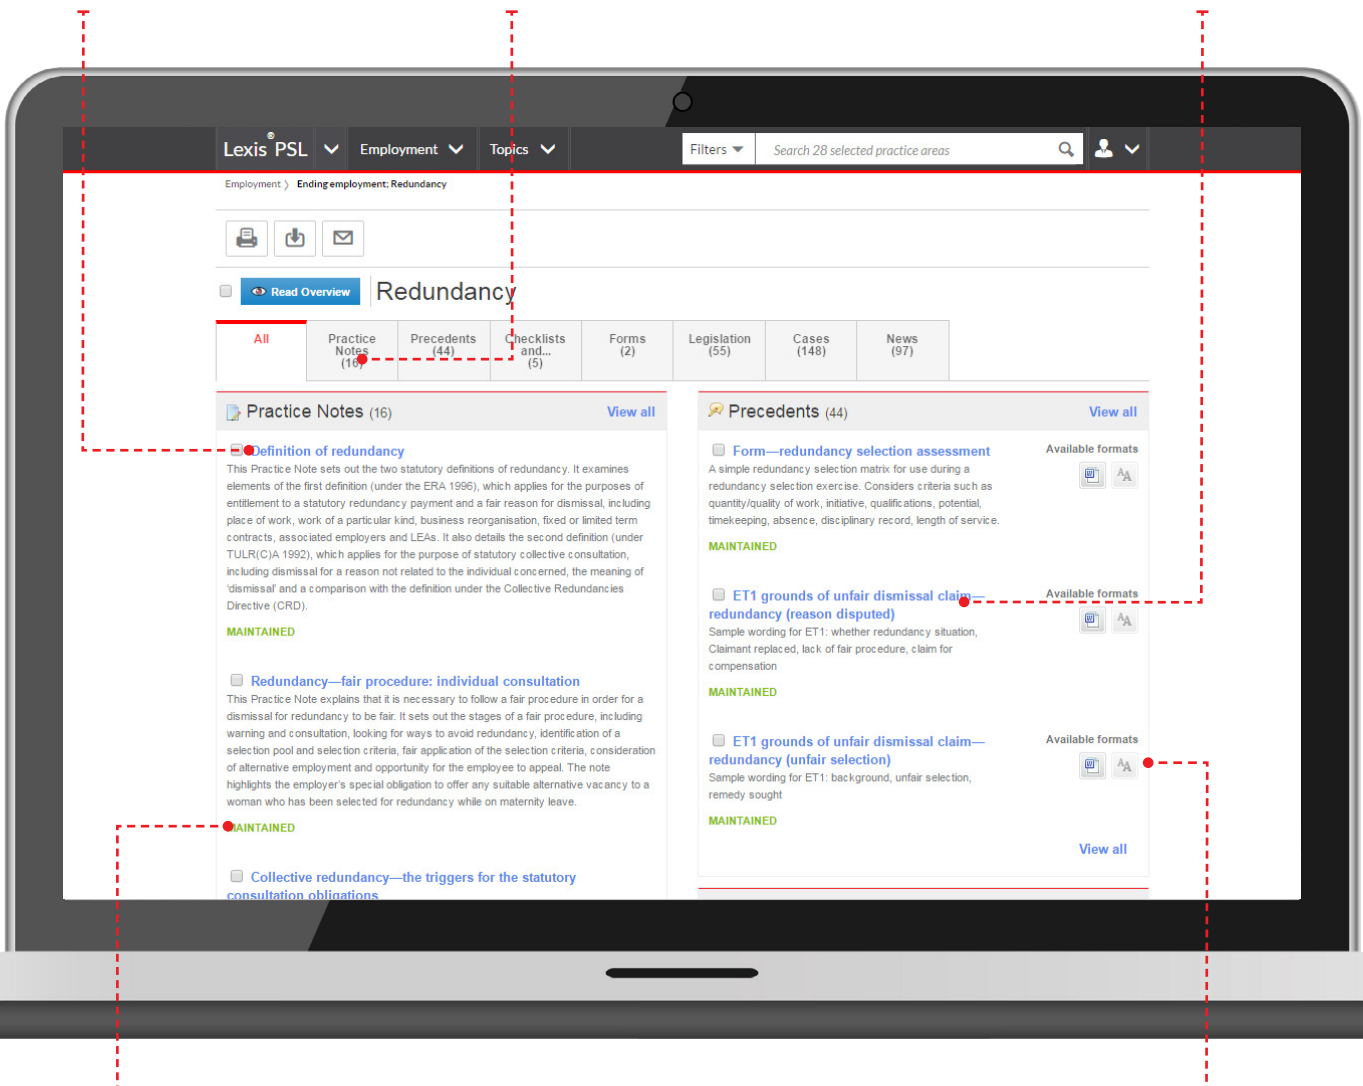 Lexis® PSL
Employment
Topics
Filters
Search 28 selected practice areas
Employment 〉 Ending employment; Redundancy
Read Overview
Redundancy
All
Practice
Notes
(16)
Precedents
(44)
Checklists
and...
(5)
Forms
(2)
Legislation
(55)
Cases
(148)
News
(97)
Practice Notes (16)
View all
Definition of redundancy
This Practice Note sets out the two statutory definitions of redundancy. It examines
elements of the first definition (under the ERA 1996), which applies for the purposes of
entitlement to a statutory redundancy payment and a fair reason for dismissal, including
place of work, work of a particular kind, business reorganisation, fixed or limited term
contracts, associated employers and LEAs. It also details the second definition (under
TULR(C)A 1992), which applies for the purpose of statutory collective consultation,
including dismissal for a reason not related to the individual concerned, the meaning of
'dismissal' and a comparison with the definition under the Collective Redundancies
Directive (CRD).
MAINTAINED
Redundancy—fair procedure: individual consultation
This Practice Note explains that it is necessary to follow a fair procedure in order for a
dismissal for redundancy to be fair. It sets out the stages of a fair procedure, including
warning and consultation, looking for ways to avoid redundancy, identification of a
selection pool and selection criteria, fair application of the selection criteria, consideration
of alternative employment and opportunity for the employee to appeal. The note
highlights the employer's special obligation to offer any suitable alternative vacancy to a
woman who has been selected for redundancy while on maternity leave.
MAINTAINED
Collective redundancy—the triggers for the statutory
consultation obligations
Precedents (44)
View all
Form—redundancy selection assessment
A simple redundancy selection matrix for use during a
redundancy selection exercise. Considers criteria such as
quantity/quality of work, initiative, qualifications, potential,
timekeeping, absence, disciplinary record, length of service.
MAINTAINED
Available formats
AA
ET1 grounds of unfair dismissal claim—
redundancy (reason disputed)
Sample wording for ET1: whether redundancy situation,
Claimant replaced, lack of fair procedure, claim for
compensation
MAINTAINED
Available formats
AA
ET1 grounds of unfair dismissal claim—
redundancy (unfair selection)
Sample wording for ET1: background, unfair selection,
remedy sought
MAINTAINED
Available formats
AA
View all